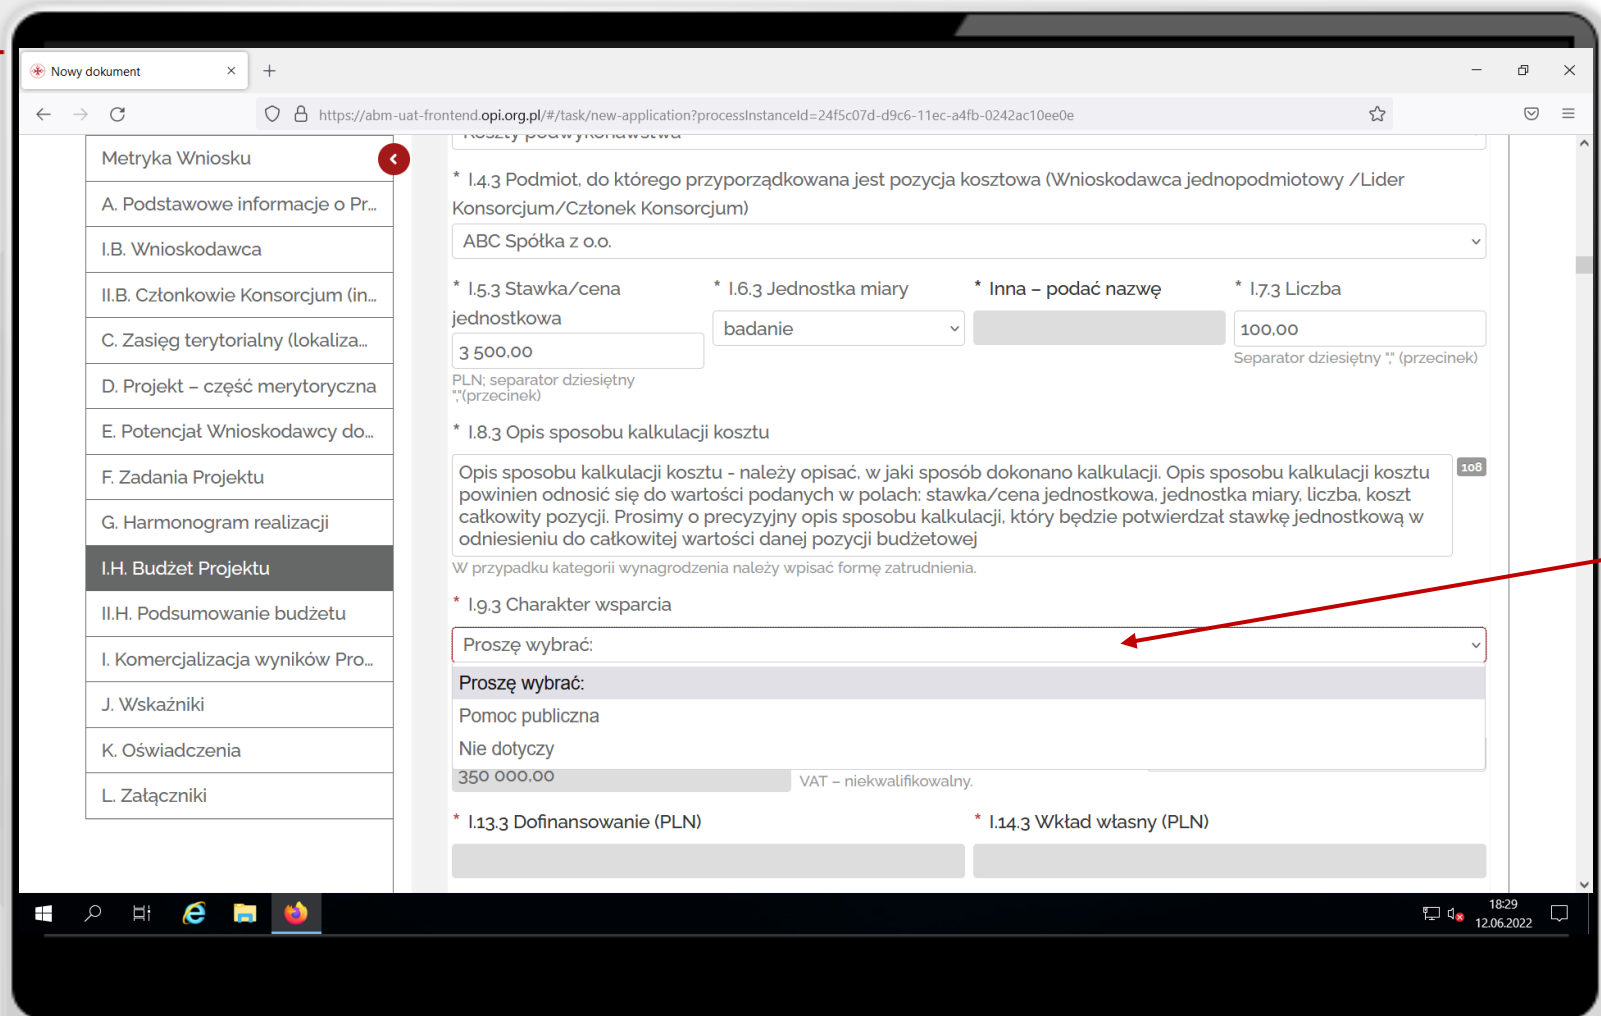 Nowy dokument
https://abm-uat-frontend.opi.org.pl/#/task/new-application?processInstanceId=24f5c07d-d9c6-11ec-a4fb-0242ac10ee0e
Metryka Wniosku
A. Podstawowe informacje o Pr...
I.B. Wnioskodawca
II.B. Członkowie Konsorcjum (in...
C. Zasięg terytorialny (lokaliza...
D. Projekt – część merytoryczna
E. Potencjał Wnioskodawcy do...
F. Zadania Projektu
G. Harmonogram realizacji
I.H. Budżet Projektu
II.H. Podsumowanie budżetu
I. Komercjalizacja wyników Pro...
J. Wskaźniki
K. Oświadczenia
L. Załączniki
Koszty podwykonawstwa
* I.4.3 Podmiot, do którego przyporządkowana jest pozycja kosztowa (Wnioskodawca jednopodmiotowy /Lider
Konsorcjum/Członek Konsorcjum)
ABC Spółka z o.o.
* I.5.3 Stawka/cena
jednostkowa
3 500,00
PLN; separator dziesiętny
","(przecinek)
* I.6.3 Jednostka miary
badanie
* Inna – podać nazwę
* I.7.3 Liczba
100,00
Separator dziesiętny "," (przecinek)
* I.8.3 Opis sposobu kalkulacji kosztu
Opis sposobu kalkulacji kosztu - należy opisać, w jaki sposób dokonano kalkulacji. Opis sposobu kalkulacji kosztu
powinien odnosić się do wartości podanych w polach: stawka/cena jednostkowa, jednostka miary, liczba, koszt
całkowity pozycji. Prosimy o precyzyjny opis sposobu kalkulacji, który będzie potwierdzał stawkę jednostkową w
odniesieniu do całkowitej wartości danej pozycji budżetowej
108
W przypadku kategorii wynagrodzenia należy wpisać formę zatrudnienia.
* I.9.3 Charakter wsparcia
Proszę wybrać:
Proszę wybrać:
Pomoc publiczna
Nie dotyczy
350 000,00
VAT – niekwalifikowalny.
* I.13.3 Dofinansowanie (PLN)
* I.14.3 Wkład własny (PLN)
18:29
12.06.2022